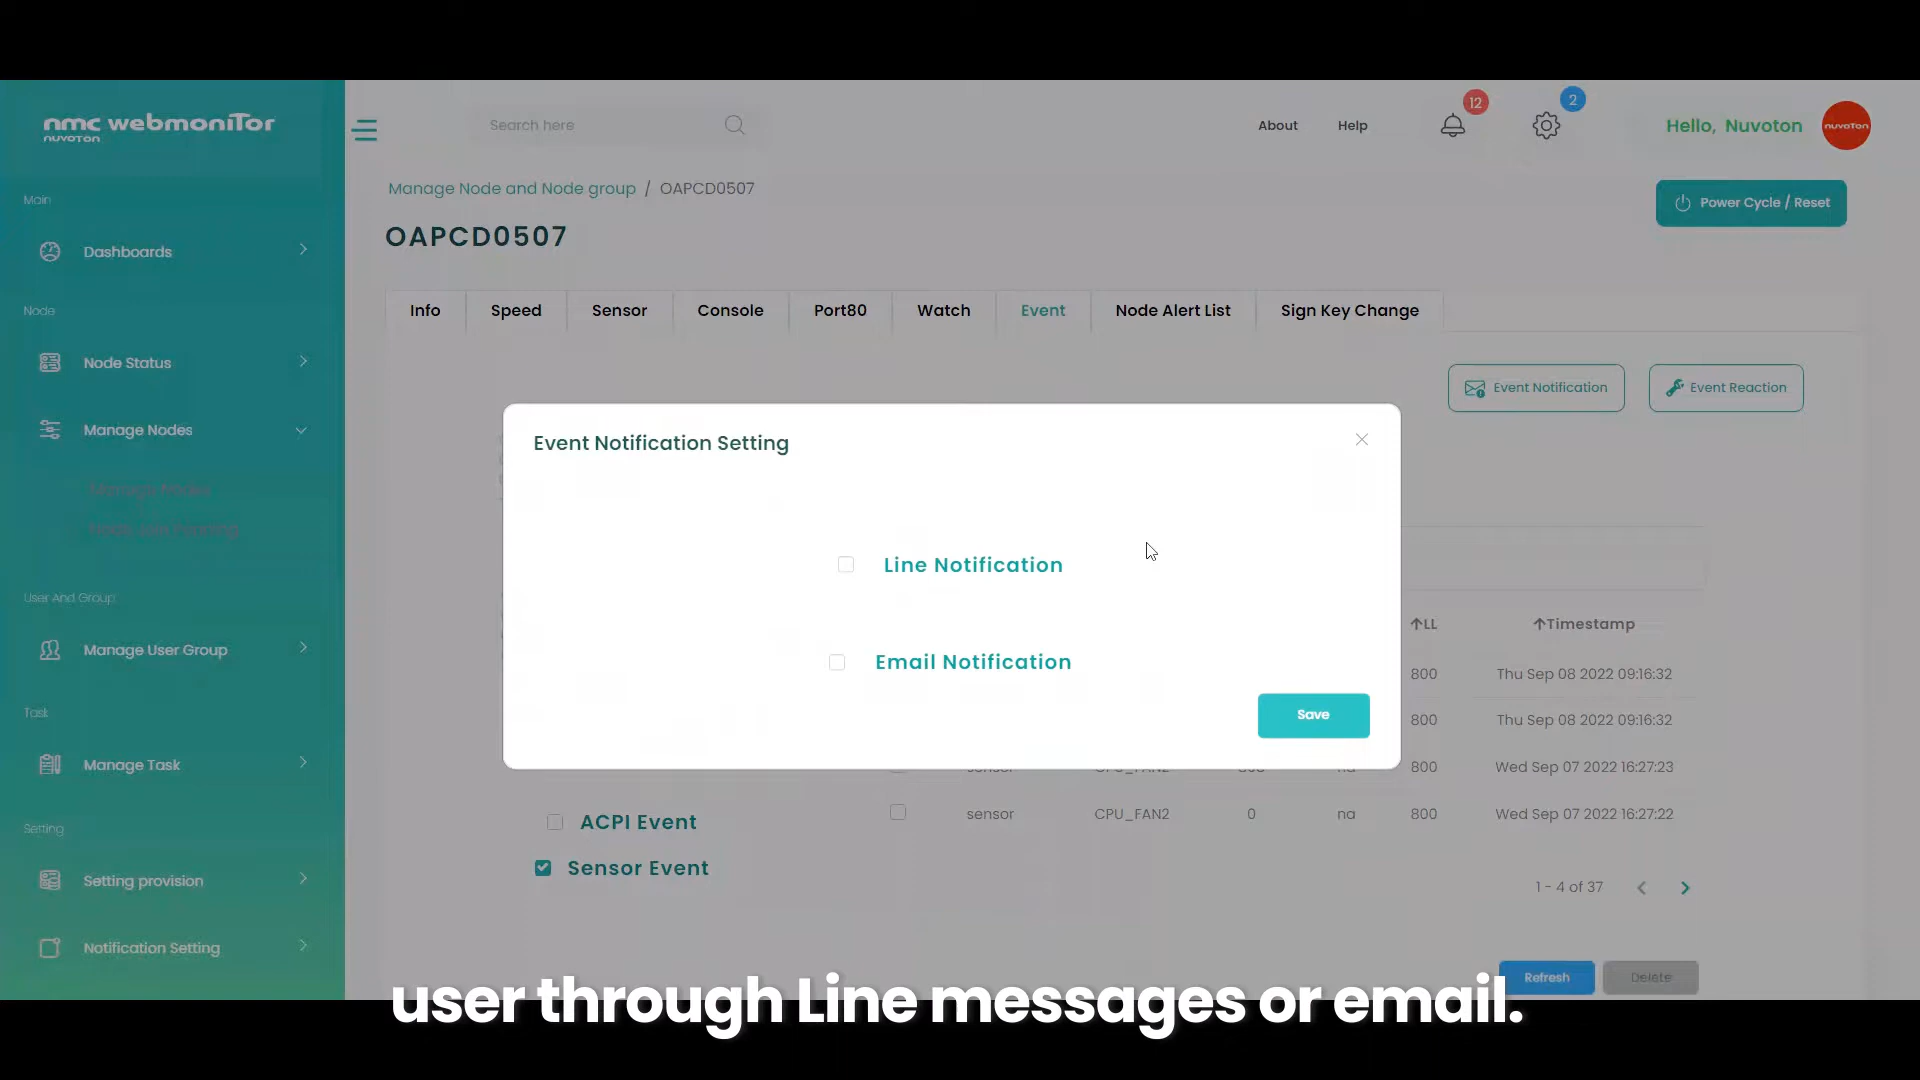 nmc webmonitor
nuvoton
Search here
About
Help
12
2
Hello, Nuvoton
nuvoton
Main
Dashboards
Node
Node Status
Manage Nodes
Manage Nodes
User And Group
Manage User Group
Task
Manage Task
Setting
Setting provision
Notification Setting
Manage Node and Node group / OAPCD0507
OAPCD0507
Power Cycle / Reset
Info
Speed
Sensor
Console
Port80
Watch
Event
Node Alert List
Sign Key Change
Event Notification
Event Reaction
Event Notification Setting
Line Notification
Email Notification
Save
↑LL ↑Timestamp
800 Thu Sep 08 2022 09:16:32
800 Thu Sep 08 2022 09:16:32
800 Wed Sep 07 2022 16:27:23
sensor CPU_FAN2 0 na 800 Wed Sep 07 2022 16:27:22
ACPI Event
Sensor Event
1 - 4 of 37
Refresh
Delete
user through Line messages or email.